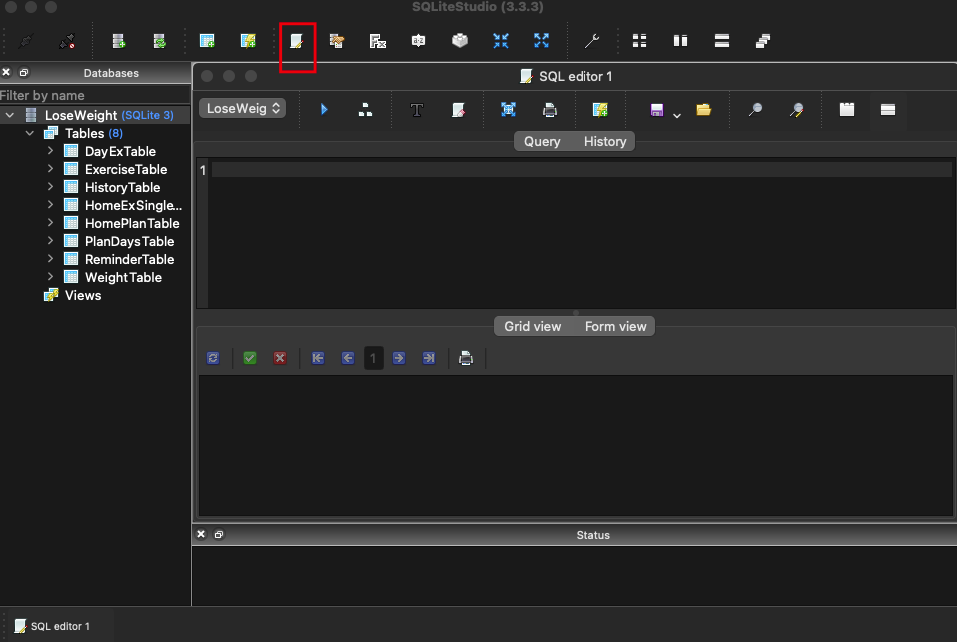 SQLiteStudio (3.3.3)
Databases
Filter by name
LoseWeight (SQLite 3)
Tables (8)
DayExTable
ExerciseTable
HistoryTable
HomeExSingle...
HomePlanTable
PlanDaysTable
ReminderTable
WeightTable
Views
SQL editor 1
LoseWeig
Query History
1
Grid view Form view
1
Status
SQL editor 1